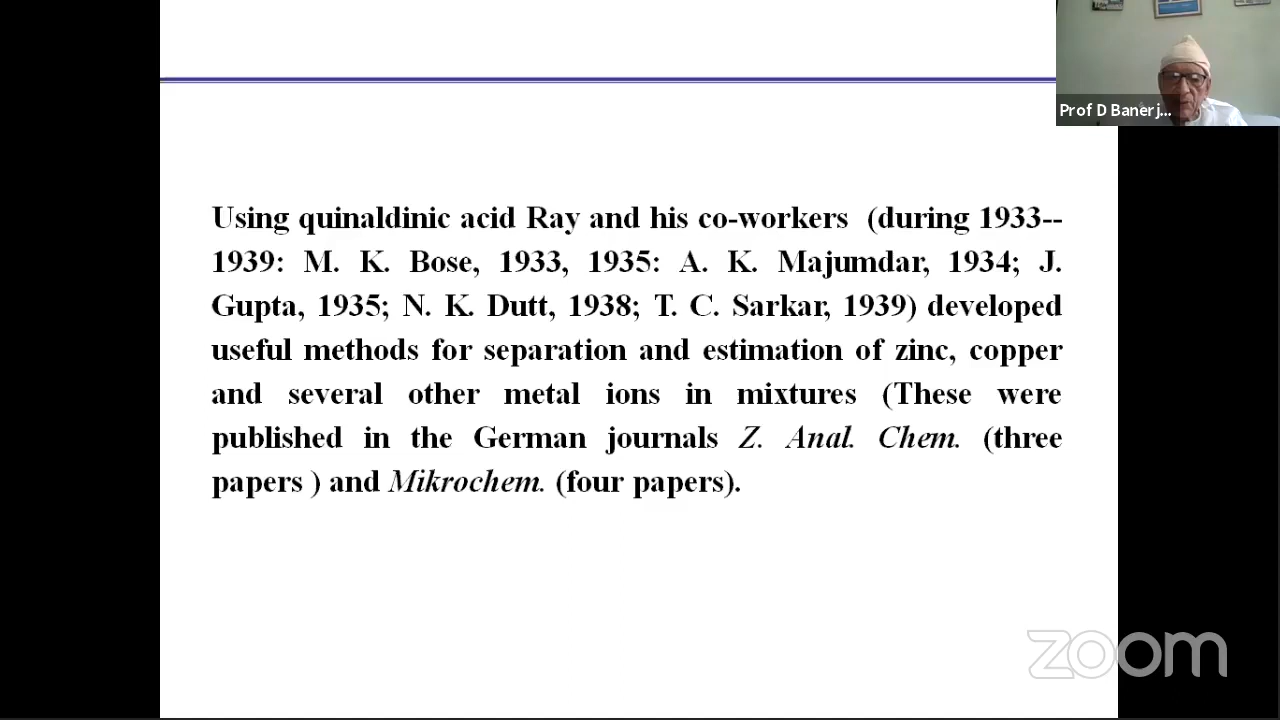 Prof D Banerj...
Using quinaldinic acid Ray and his co-workers (during 1933--
1939: M. K. Bose, 1933, 1935: A. K. Majumdar, 1934; J.
Gupta, 1935; N. K. Dutt, 1938; T. C. Sarkar, 1939) developed
useful methods for separation and estimation of zinc, copper
and several other metal ions in mixtures (These were
published in the German journals Z. Anal. Chem. (three
papers ) and Mikrochem. (four papers).
zoom